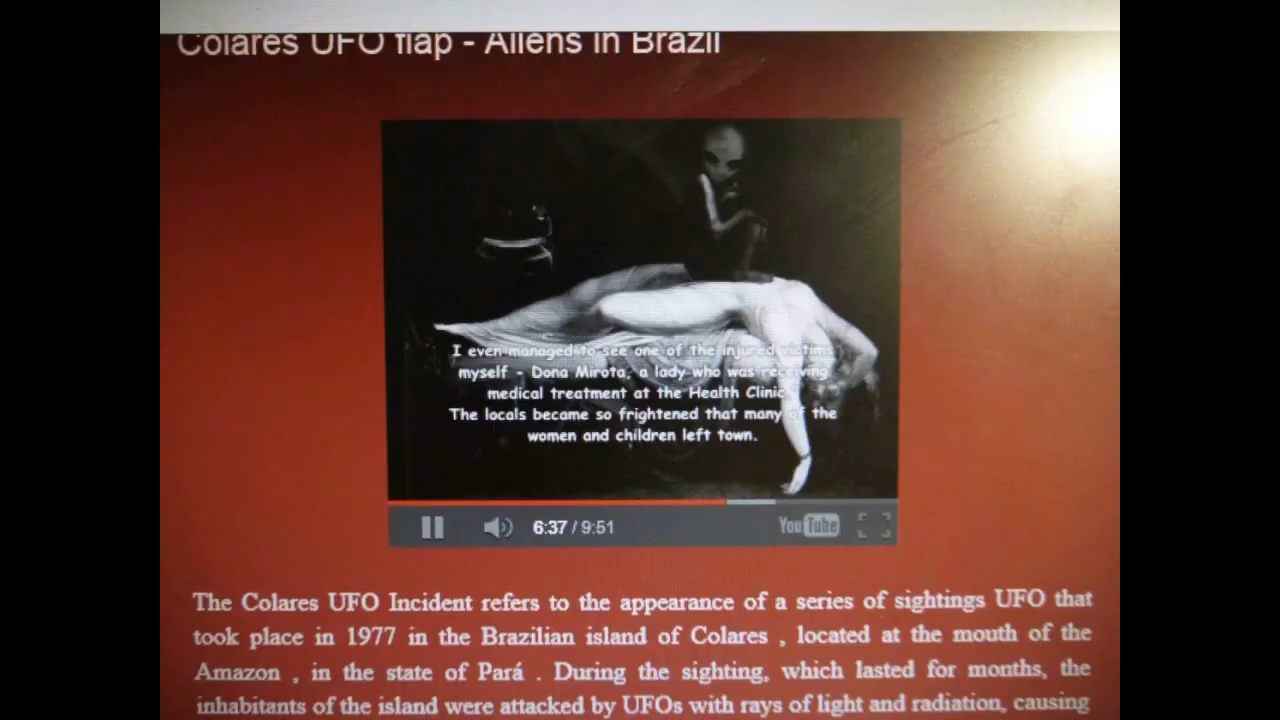 Colares UFO flap - Aliens in Brazil
I even managed to see one of the injured victims
myself - Dona Mirota, a lady who was receiving
medical treatment at the Health Clinic.
The locals became so frightened that many of the
women and children left town.
6:37 / 9:51
YouTube
The Colares UFO Incident refers to the appearance of a series of sightings UFO that
took place in 1977 in the Brazilian island of Colares , located at the mouth of the
Amazon , in the state of Pará . During the sighting, which lasted for months, the
inhabitants of the island were attacked by UFOs with rays of light and radiation, causing